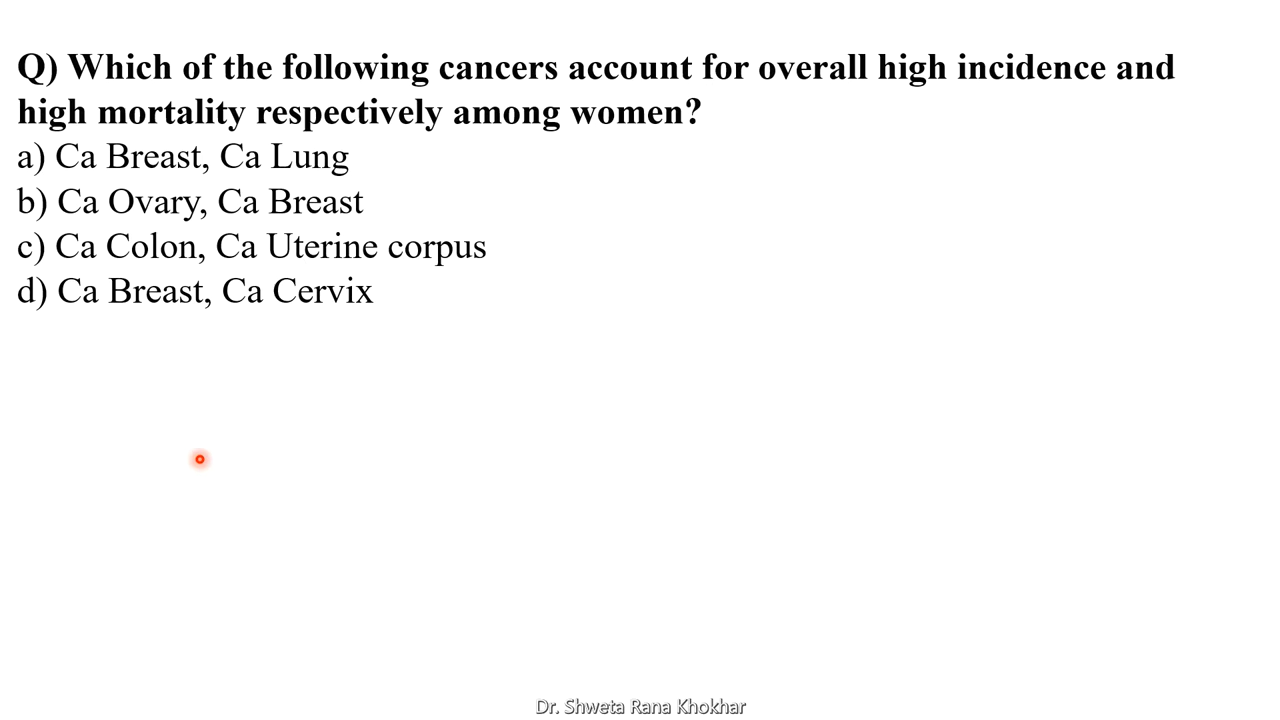 Q) Which of the following cancers account for overall high incidence and
high mortality respectively among women?
a) Ca Breast, Ca Lung
b) Ca Ovary, Ca Breast
c) Ca Colon, Ca Uterine corpus
d) Ca Breast, Ca Cervix
Dr. Shweta Rana Khokhar